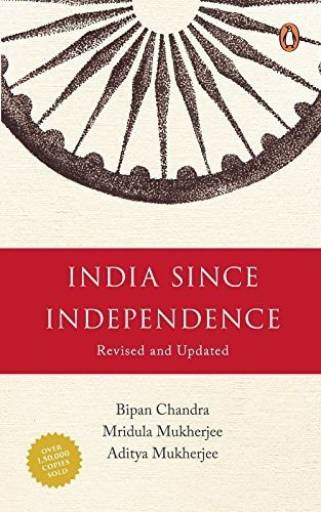 INDIA SINCE
INDEPENDENCE
Revised and Updated
Bipan Chandra
Mridula Mukherjee
Aditya Mukherjee
OVER
1,50,000
COPIES
SOLD